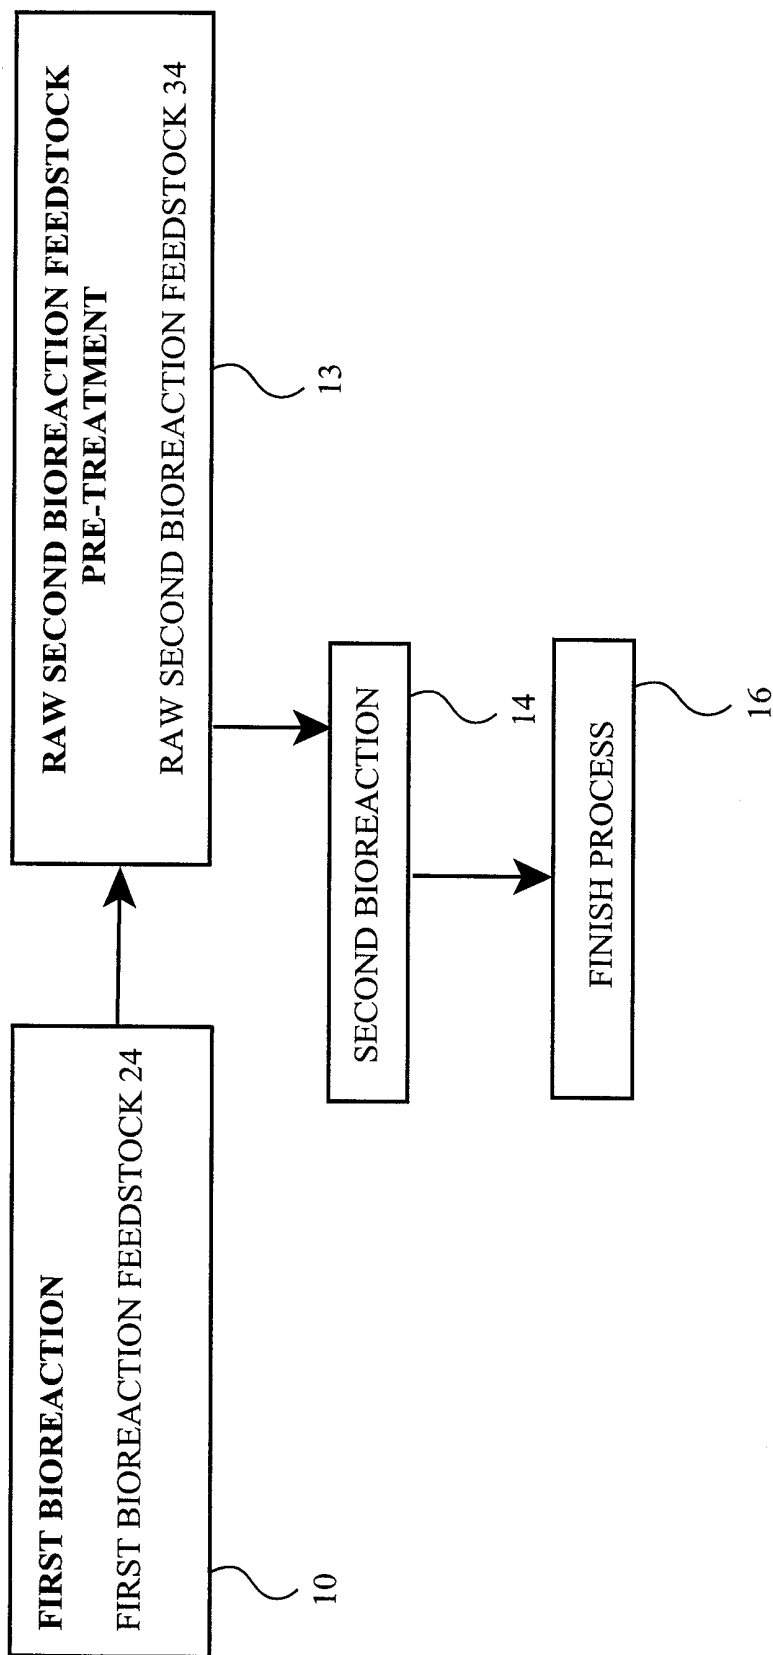 FIRST BIOREACTION
FIRST BIOREACTION FEEDSTOCK 24
10
RAW SECOND BIOREACTION FEEDSTOCK
PRE-TREATMENT
RAW SECOND BIOREACTION FEEDSTOCK 34
13
SECOND BIOREACTION
14
FINISH PROCESS
16